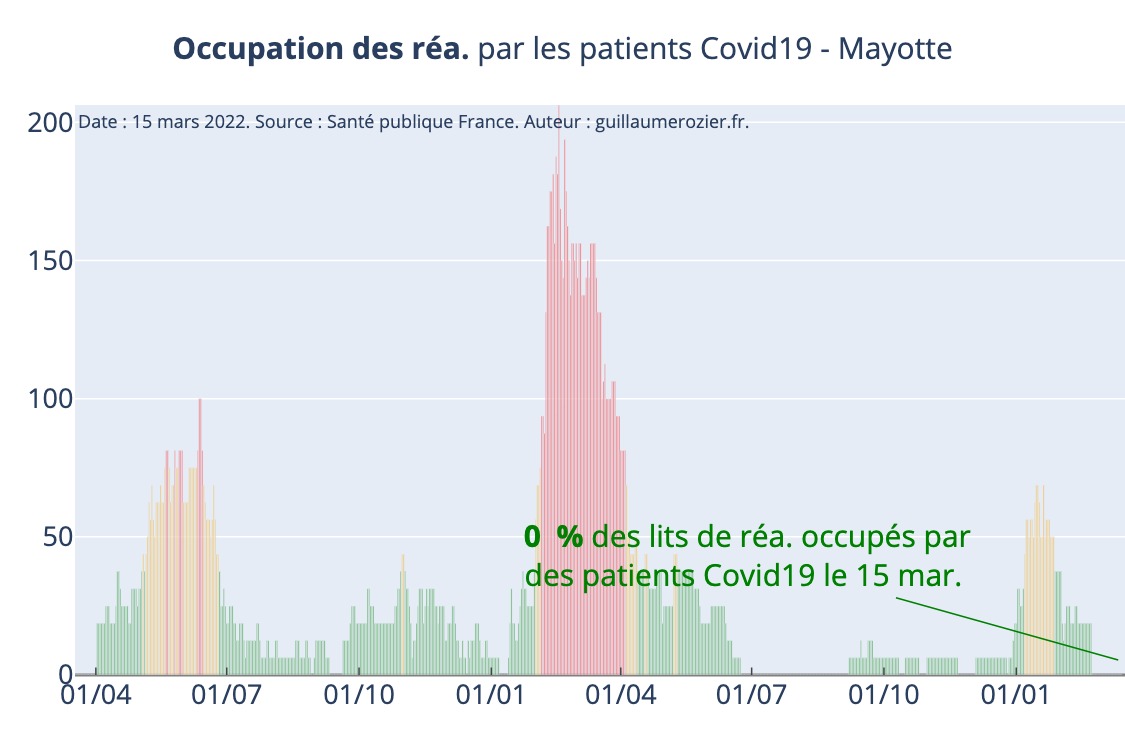 Occupation des réa. par les patients Covid19 - Mayotte
200
Date : 15 mars 2022. Source : Santé publique France. Auteur : guillaumerozier.fr.
150
100
50
0 % des lits de réa. occupés par
des patients Covid19 le 15 mar.
0
01/04 01/07 01/10 01/01 01/04 01/07 01/10 01/01